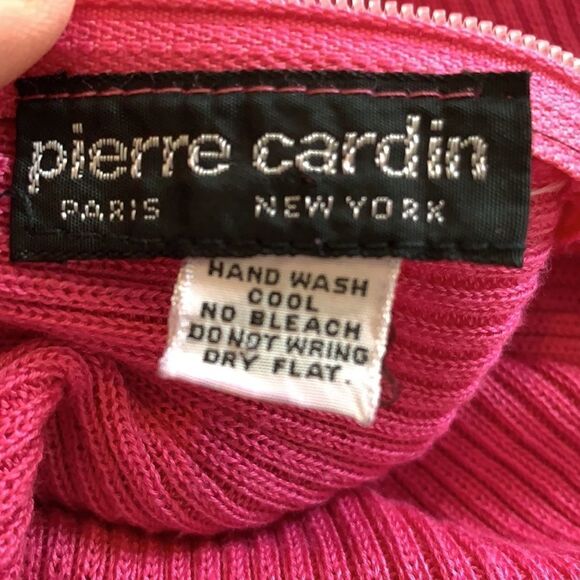 pierre cardin
PARIS NEW YORK
HAND WASH
COOL
NO BLEACH
DO NOT WRING
DRY FLAT.